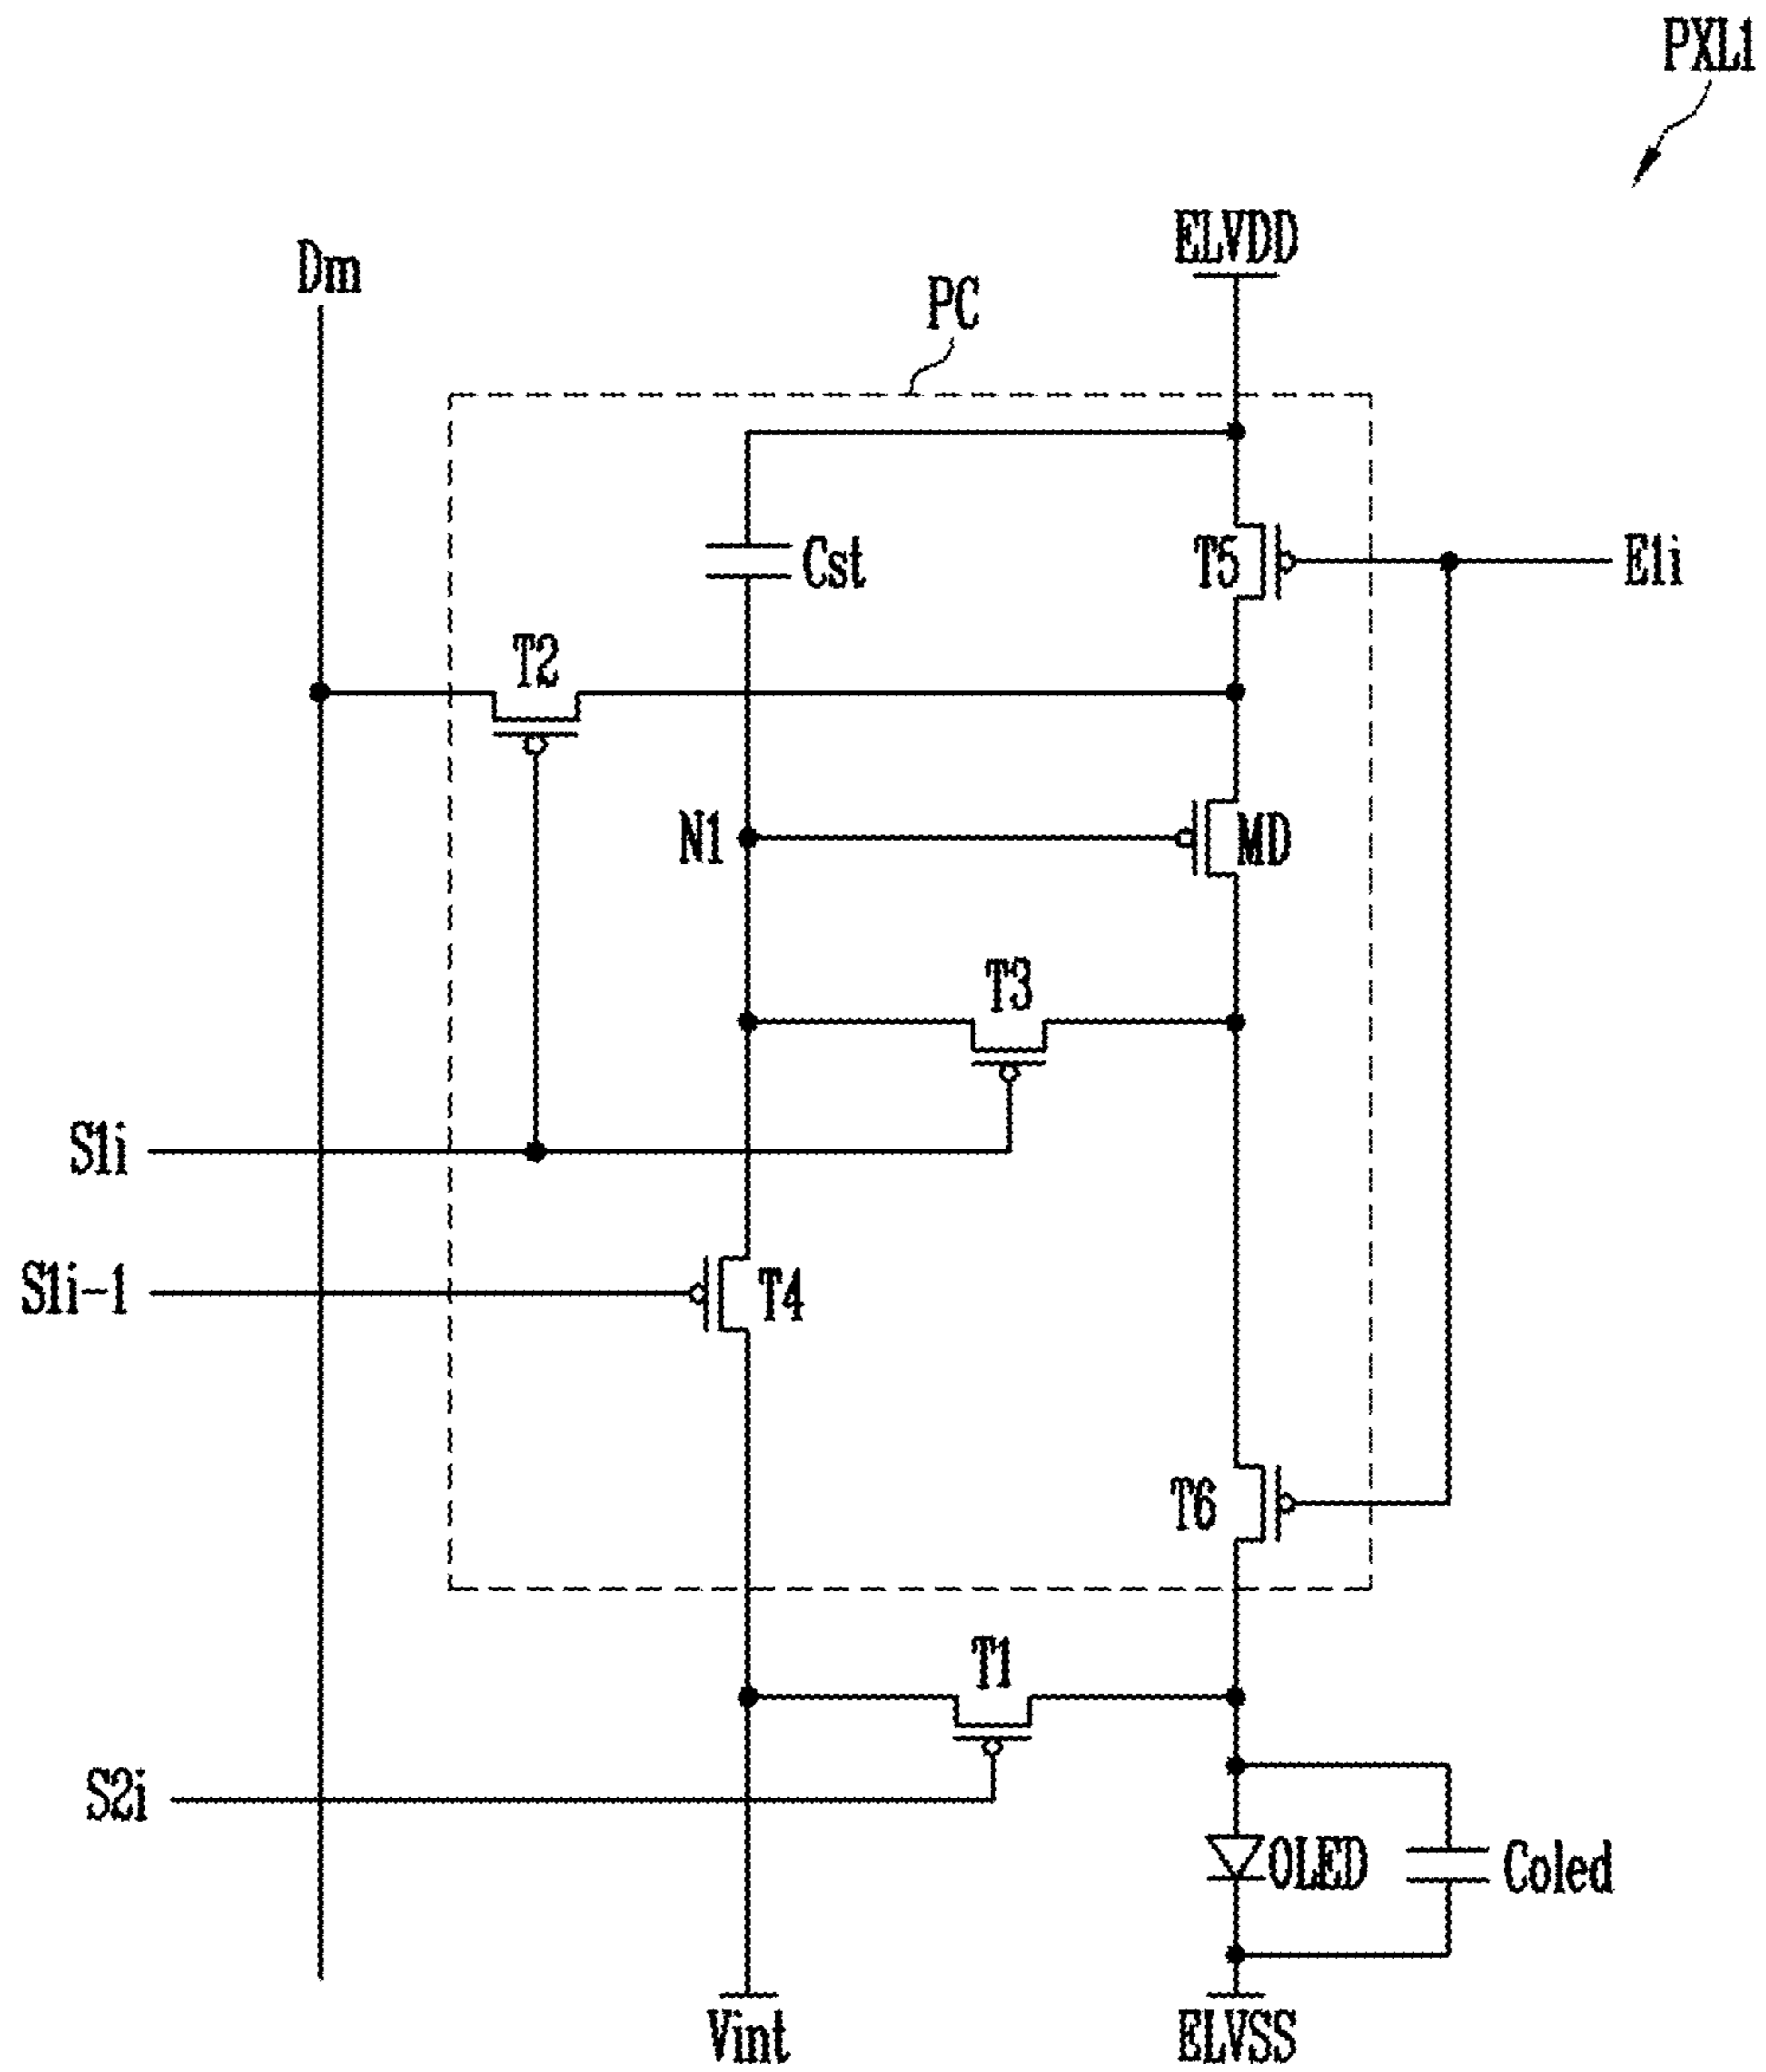 PXL1
ELVDD
Dm
PC
Cst
T5
E1i
T2
N1
MD
T3
S1i
S1i-1
T4
T6
T1
S2i
OLED
Coled
Vint
ELVSS